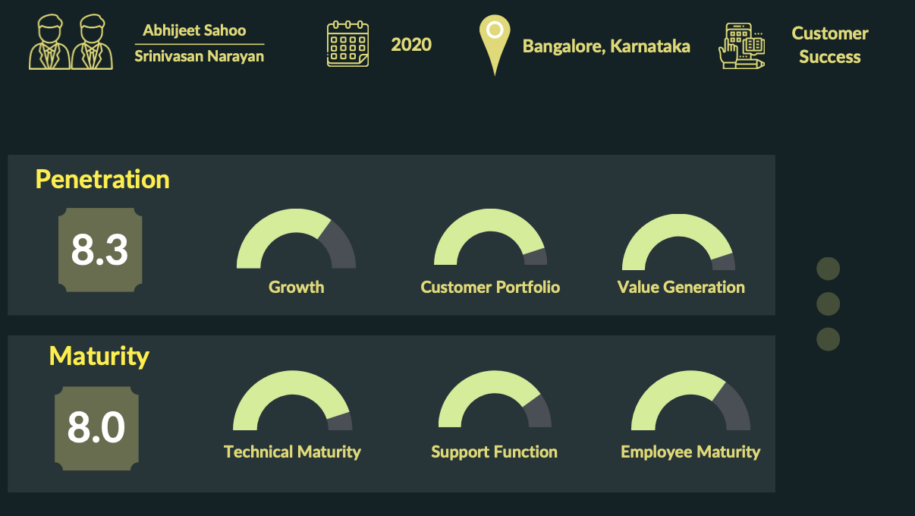 Abhijeet Sahoo
Srinivasan Narayan
2020
Bangalore, Karnataka
Customer
Success
Penetration
8.3
Growth
Customer Portfolio
Value Generation
Maturity
8.0
Technical Maturity
Support Function
Employee Maturity